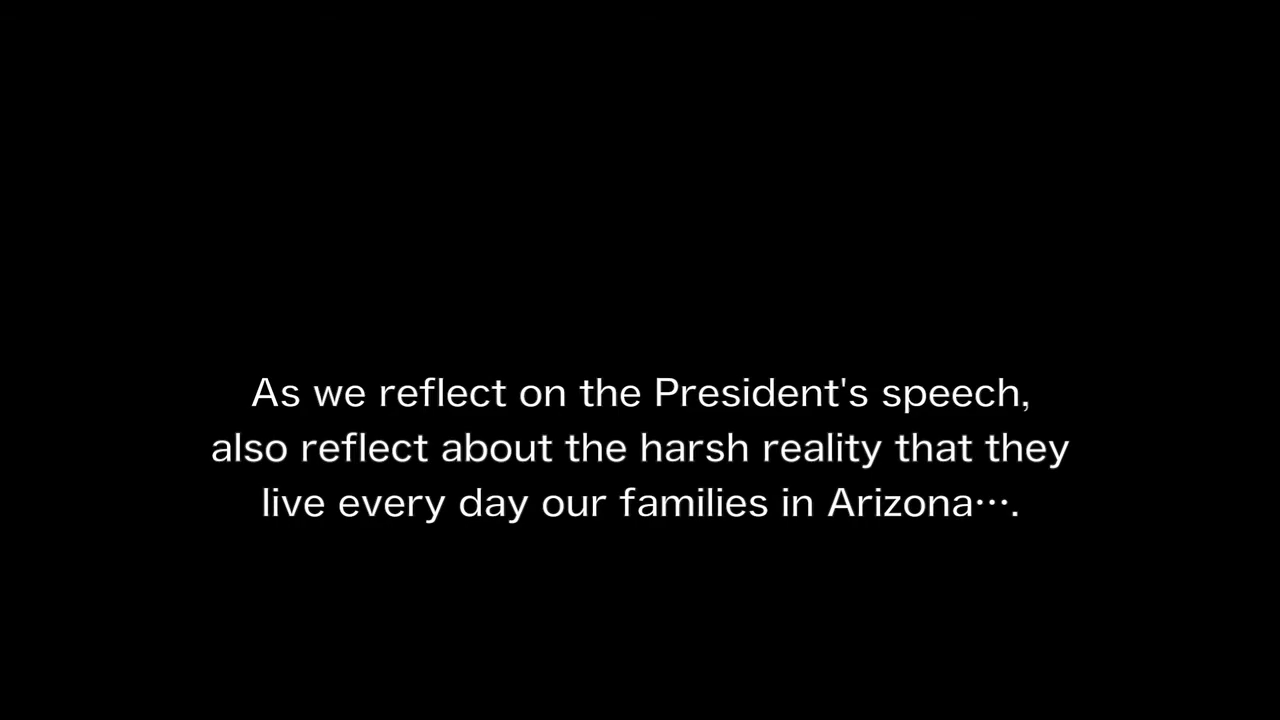 As we reflect on the President's speech,
also reflect about the harsh reality that they
live every day our families in Arizona⋯.